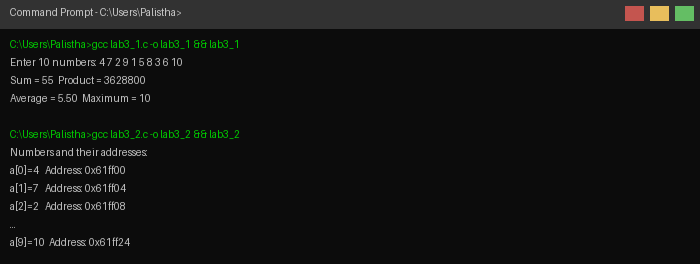 Command Prompt - C:\Users\Palistha>
C:\Users\Palistha>gcc lab3_1.c -o lab3_1 && lab3_1
Enter 10 numbers: 4 7 2 9 1 5 8 3 6 10
Sum = 55  Product = 3628800
Average = 5.50  Maximum = 10
C:\Users\Palistha>gcc lab3_2.c -o lab3_2 && lab3_2
Numbers and their addresses:
a[0]=4   Address: 0x61ff00
a[1]=7   Address: 0x61ff04
a[2]=2   Address: 0x61ff08
...
a[9]=10  Address: 0x61ff24